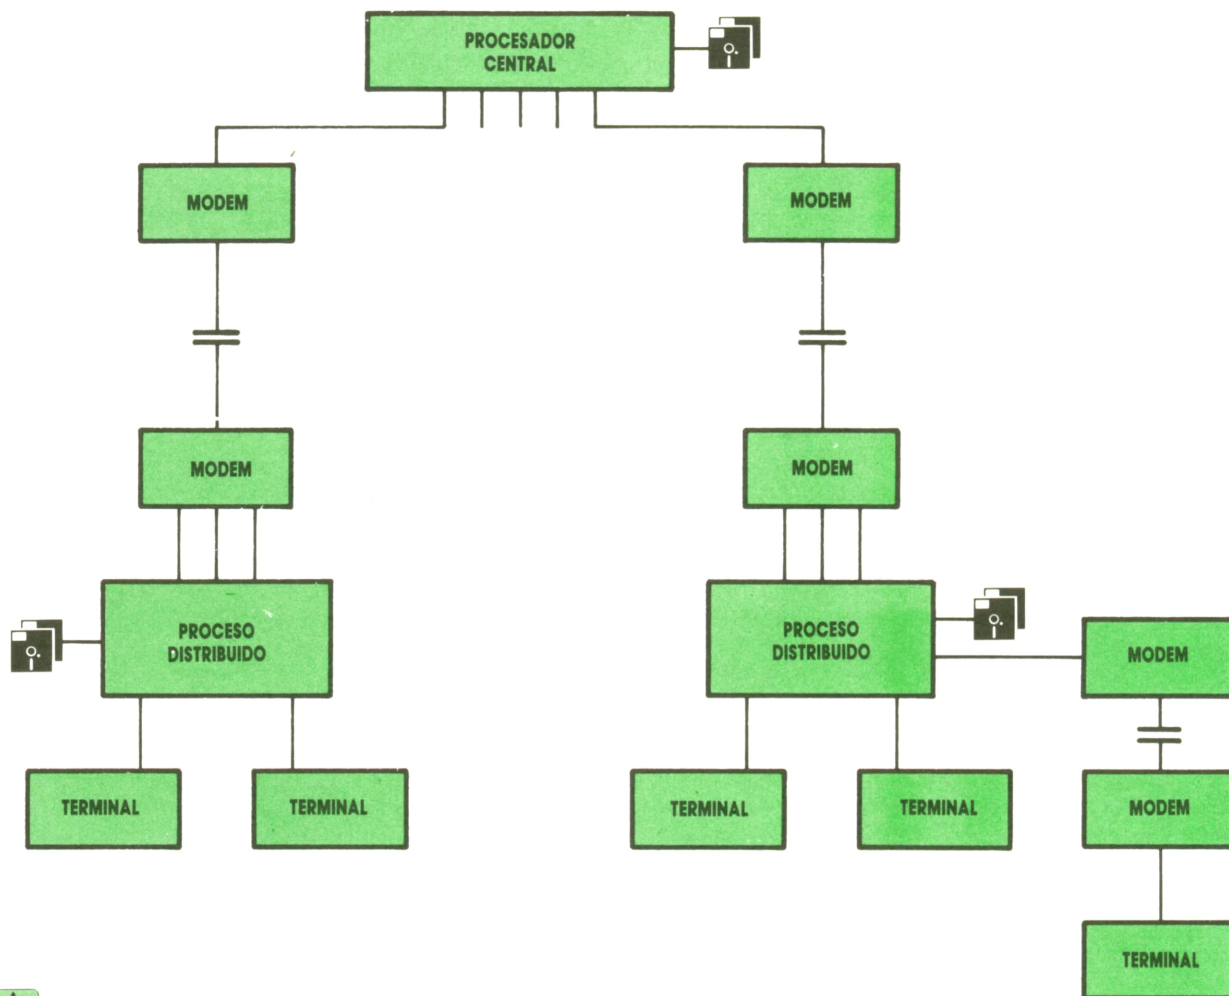 PROCESADOR
CENTRAL
MODEM
MODEM
MODEM
MODEM
PROCESO
DISTRIBUIDO
PROCESO
DISTRIBUIDO
MODEM
TERMINAL
TERMINAL
TERMINAL
TERMINAL
MODEM
TERMINAL